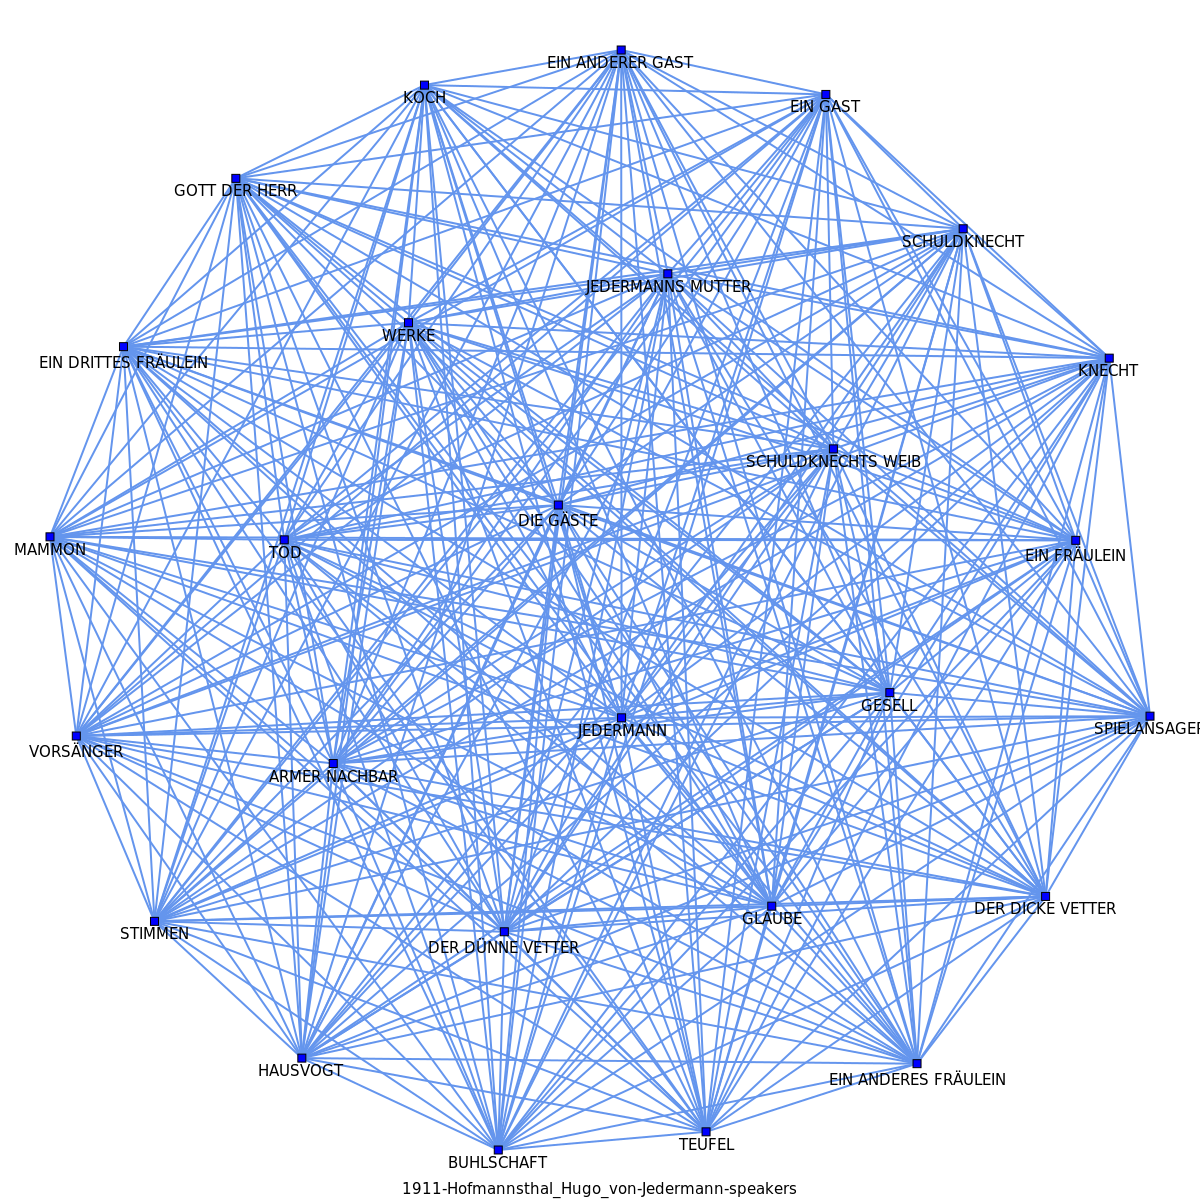 EIN ANDERER GAST
KOCH
EIN GAST
GOTT DER HERR
SCHULDKNECHT
JEDERMANNS MUTTER
WERKE
EIN DRITTES FRÄULEIN
KNECHT
SCHULDKNECHTS WEIB
DIE GÄSTE
MAMMON
TOD
EIN FRÄULEIN
GESELL
JEDERMANN
SPIELANSAGER
VORSÄNGER
ARMER NACHBAR
DER DICKE VETTER
GLAUBE
STIMMEN
DER DÜNNE VETTER
HAUSVOGT
EIN ANDERES FRÄULEIN
TEUFEL
BUHLSCHAFT
1911-Hofmannsthal_Hugo_von-Jedermann-speakers